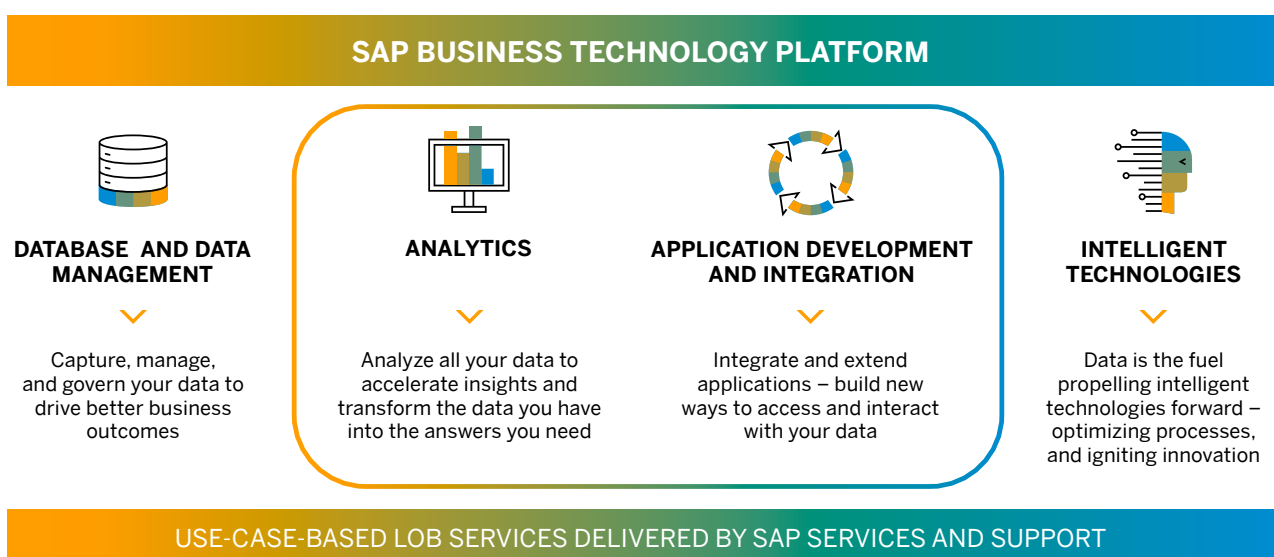 SAP BUSINESS TECHNOLOGY PLATFORM
DATABASE AND DATA
MANAGEMENT
Capture, manage,
and govern your data to
drive better business
outcomes
ANALYTICS
Analyze all your data to
accelerate insights and
transform the data you have
into the answers you need
APPLICATION DEVELOPMENT
AND INTEGRATION
Integrate and extend
applications – build new
ways to access and interact
with your data
INTELLIGENT
TECHNOLOGIES
Data is the fuel
propelling intelligent
technologies forward –
optimizing processes,
and igniting innovation
USE-CASE-BASED LOB SERVICES DELIVERED BY SAP SERVICES AND SUPPORT